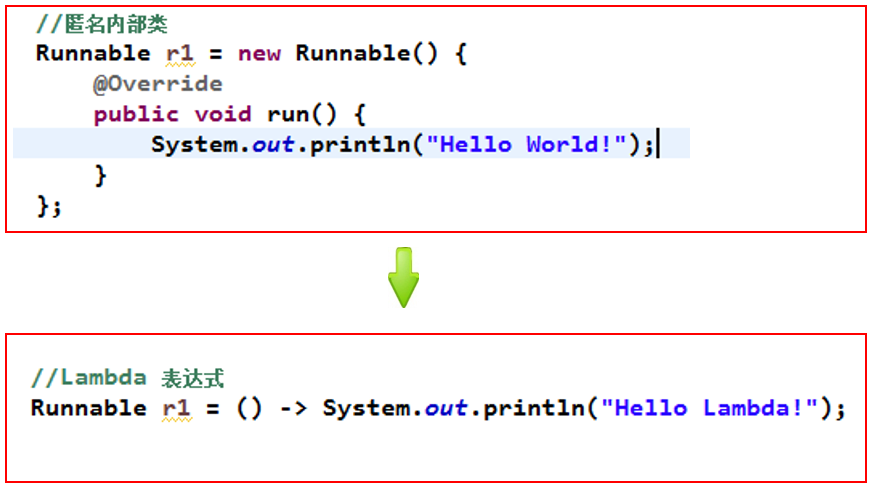 //匿名内部类
Runnable r1 = new Runnable() {
@Override
public void run() {
System.out.println("Hello World!");
}
};
//Lambda 表达式
Runnable r1 = () -> System.out.println("Hello Lambda!");